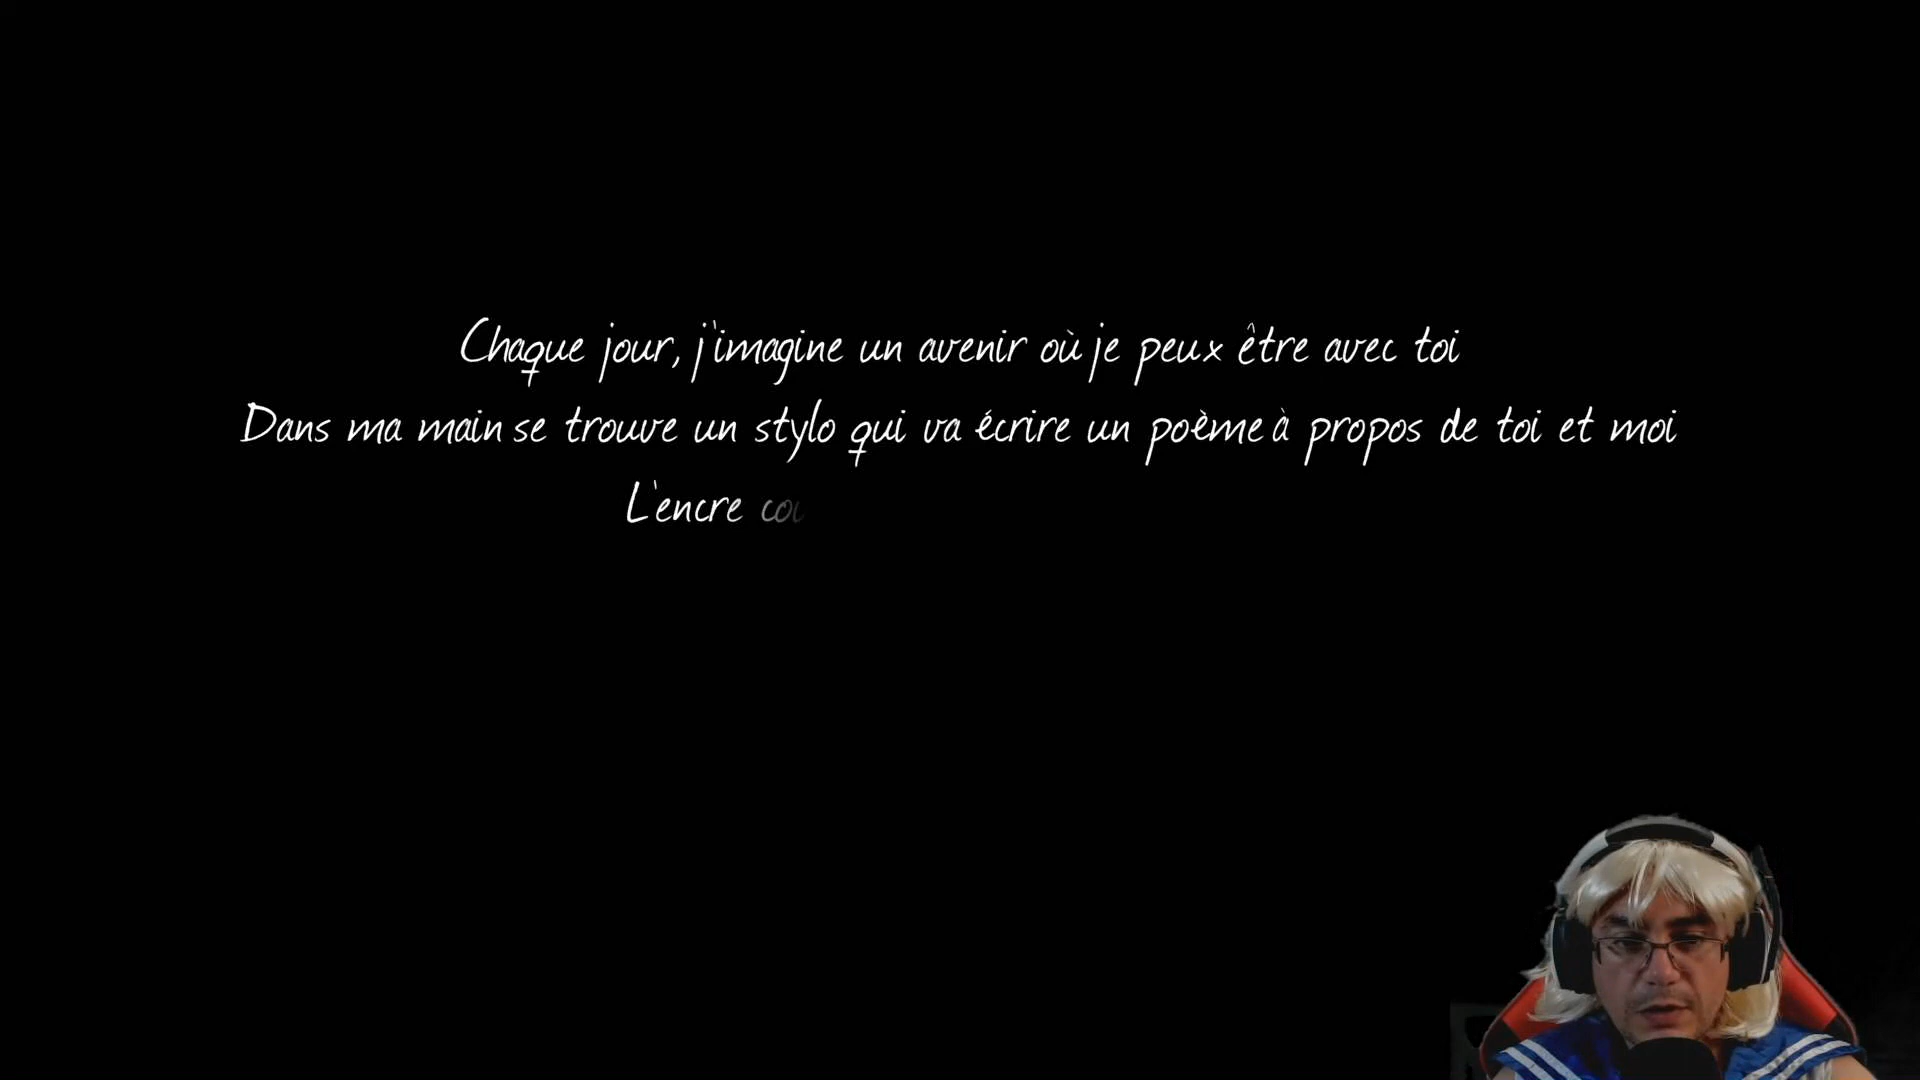 Chaque jour, j'imagine un avenir où je peux être avec toi
Dans ma main se trouve un stylo qui va écrire un poème à propos de toi et moi
L'encre